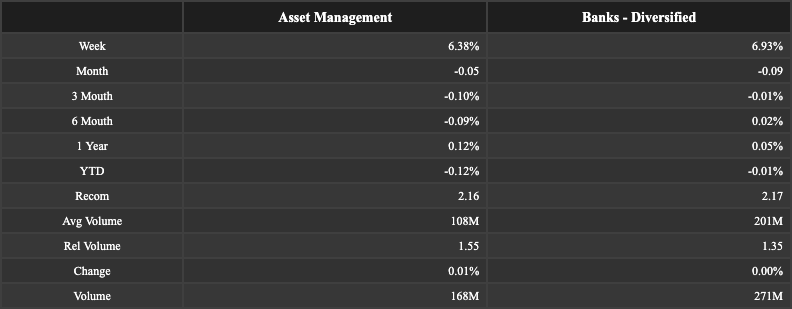 Asset Management Banks - Diversified
Week 6.38% 6.93%
Month -0.05 -0.09
3 Mouth -0.10% -0.01%
6 Mouth -0.09% 0.02%
1 Year 0.12% 0.05%
YTD -0.12% -0.01%
Recom 2.16 2.17
Avg Volume 108M 201M
Rel Volume 1.55 1.35
Change 0.01% 0.00%
Volume 168M 271M